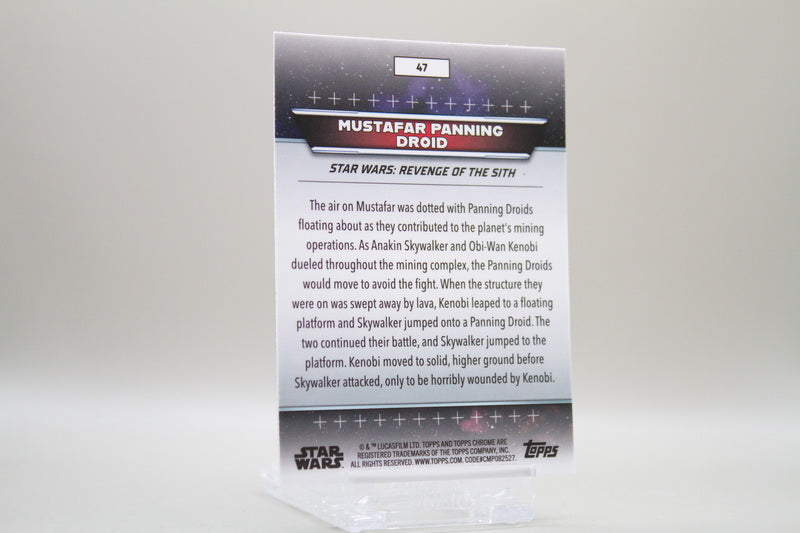 47
MUSTAFAR PANNING
DROID
STAR WARS: REVENGE OF THE SITH
The air on Mustafar was dotted with Panning Droids
floating about as they contributed to the planet's mining
operations. As Anakin Skywalker and Obi-Wan Kenobi
dueled throughout the mining complex, the Panning Droids
would move to avoid the fight. When the structure they
were on was swept away by lava, Kenobi leaped to a floating
platform and Skywalker jumped onto a Panning Droid. The
two continued their battle, and Skywalker jumped to the
platform. Kenobi moved to solid, higher ground before
Skywalker attacked, only to be horribly wounded by Kenobi.
STAR
WARS.
© & ™ LUCASFILM LTD. TOPPS AND TOPPS CHROME ARE
REGISTERED TRADEMARKS OF THE TOPPS COMPANY, INC.
ALL RIGHTS RESERVED. WWW.TOPPS.COM. CODE#CMP082527.
topps